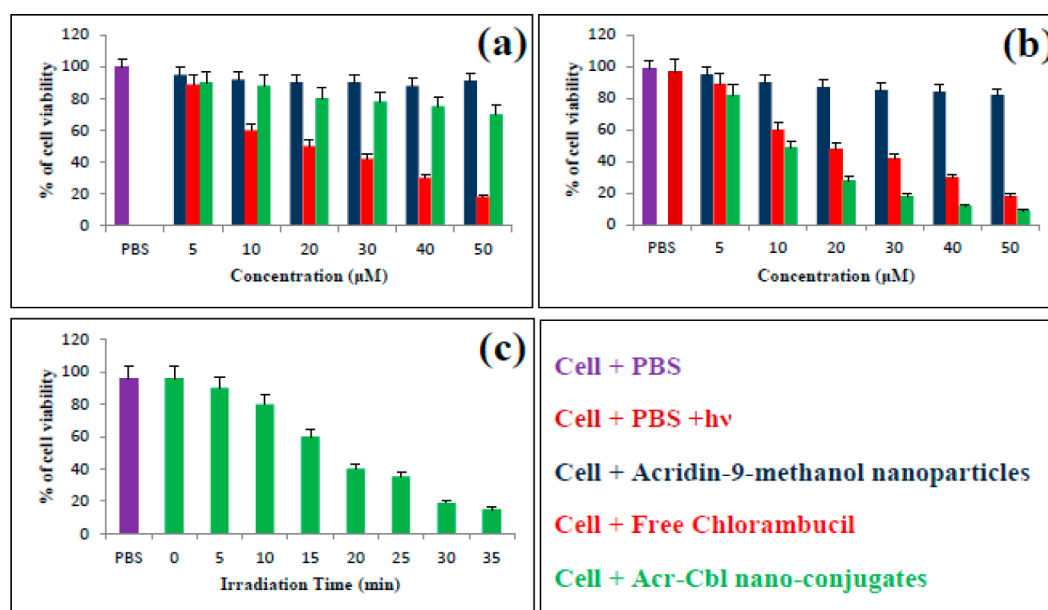 (a)
120
100
80
60
40
20
0
% of cell viability
PBS 5 10 20 30 40 50
Concentration (μM)
(b)
120
100
80
60
40
20
0
% of cell viability
PBS 5 10 20 30 40 50
Concentration (μM)
(c)
120
100
80
60
40
20
0
% of cell viability
PBS 0 5 10 15 20 25 30 35
Irradiation Time (min)
Cell + PBS
Cell + PBS +hν
Cell + Acridin-9-methanol nanoparticles
Cell + Free Chlorambucil
Cell + Acr-Cbl nano-conjugates